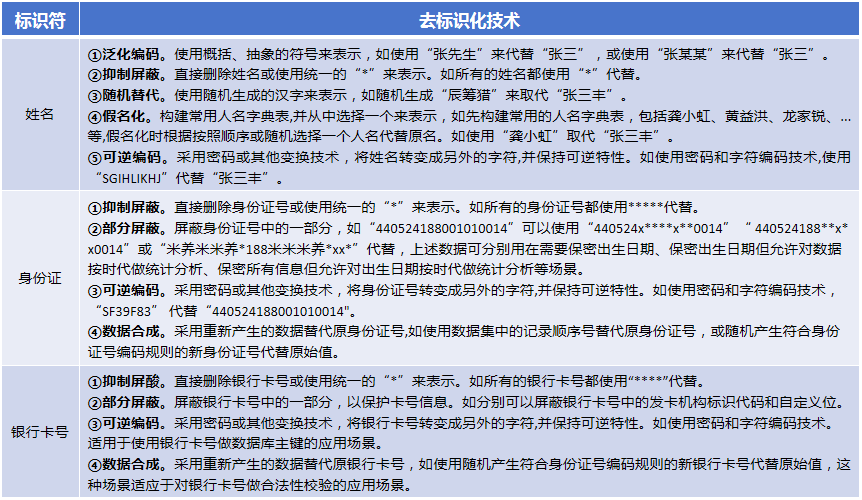 标识符
去标识化技术
姓名
①泛化编码。使用概括、抽象的符号来表示，如使用“张先生”来代替“张三”，或使用“张某某”来代替“张三”。
②抑制屏蔽。直接删除姓名或使用统一的“*”来表示。如所有的姓名都使用“*”代替。
③随机替代。使用随机生成的汉字来表示，如随机生成“辰筹猎”来取代“张三丰”。
④假名化。构建常用人名字典表,并从中选择一个来表示，如先构建常用的人名字典表，包括龚小虹、黄益洪、龙家锐、…
等,假名化时根据按照顺序或随机选择一个人名代替原名。如使用“龚小虹”取代“张三丰”。
⑤可逆编码。采用密码或其他变换技术，将姓名转变成另外的字符,并保持可逆特性。如使用密码和字符编码技术,使用
“SGIHLIKHJ”代替“张三丰”。
身份证
①抑制屏蔽。直接删除身份证号或使用统一的“*”来表示。如所有的身份证号都使用*****代替。
②部分屏蔽。屏蔽身份证号中的一部分，如“440524188001010014”可以使用“440524x****x**0014”“ 440524188**x*
x0014”或“米养米米养*188米米米养*xx*”代替，上述数据可分别用在需要保密出生日期、保密出生日期但允许对数据
按时代做统计分析、保密所有信息但允许对出生日期按时代做统计分析等场景。
③可逆编码。采用密码或其他变换技术，将身份证号转变成另外的字符,并保持可逆特性。如使用密码和字符编码技术，
“SF39F83” 代替“440524188001010014"。
④数据合成。采用重新产生的数据替代原身份证号,如使用数据集中的记录顺序号替代原身份证号，或随机产生符合身份
证号编码规则的新身份证号代替原始值。
银行卡号
①抑制屏酸。直接删除银行卡号或使用统一的“*”来表示。如所有的银行卡号都使用“****”代替。
②部分屏蔽。屏蔽银行卡号中的一部分，以保护卡号信息。如分别可以屏蔽银行卡号中的发卡机构标识代码和自定义位。
③可逆编码。采用密码或其他变换技术，将银行卡号转变成另外的字符,并保持可逆特性。如使用密码和字符编码技术。
适用于使用银行卡号做数据库主键的应用场景。
④数据合成。采用重新产生的数据替代原银行卡号，如使用随机产生符合身份证号编码规则的新银行卡号代替原始值，这
种场景适应于对银行卡号做合法性校验的应用场景。